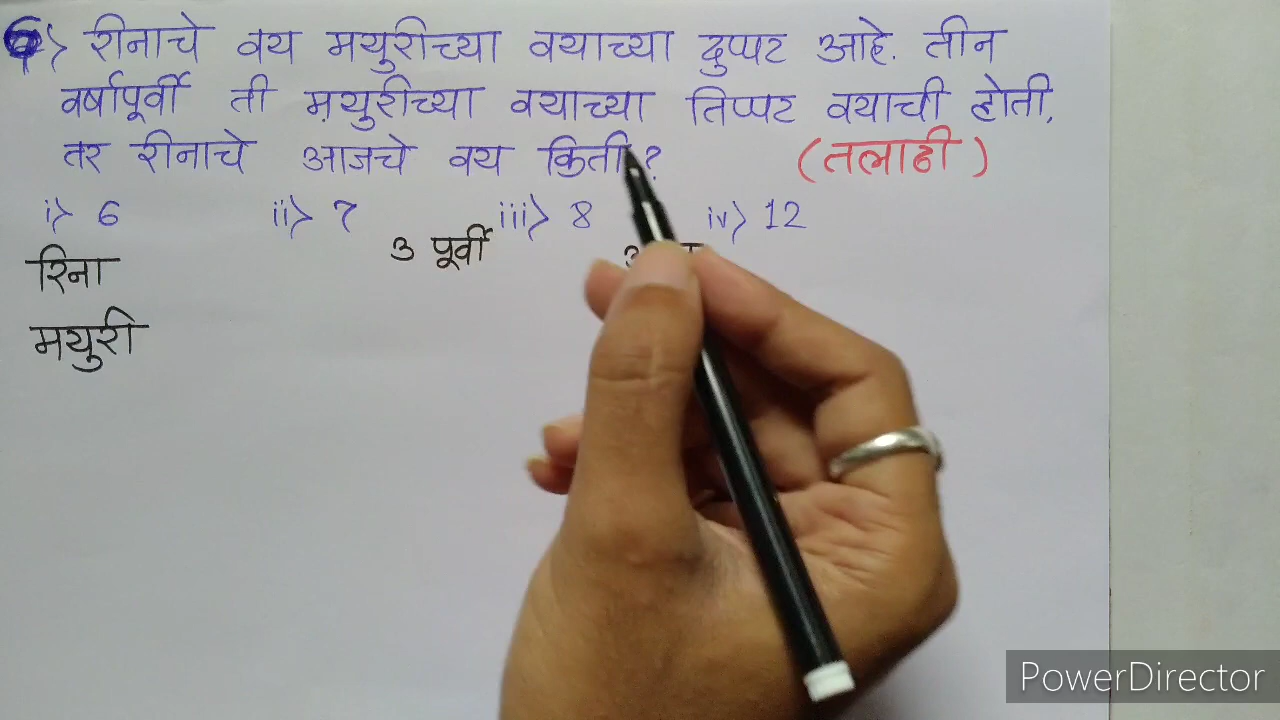 6> रीनाचे वय मयुरीच्या वयाच्या दुप्पट आहे. तीन
वर्षापूर्वी ती मयुरीच्या वयाच्या तिप्पट वयाची होती.
तर रीनाचे आजचे वय किती?
(तलाठी)
i> 6 ii> 7 iii> 8 iv> 12
3 पूर्वी
रिना
मयुरी
PowerDirector